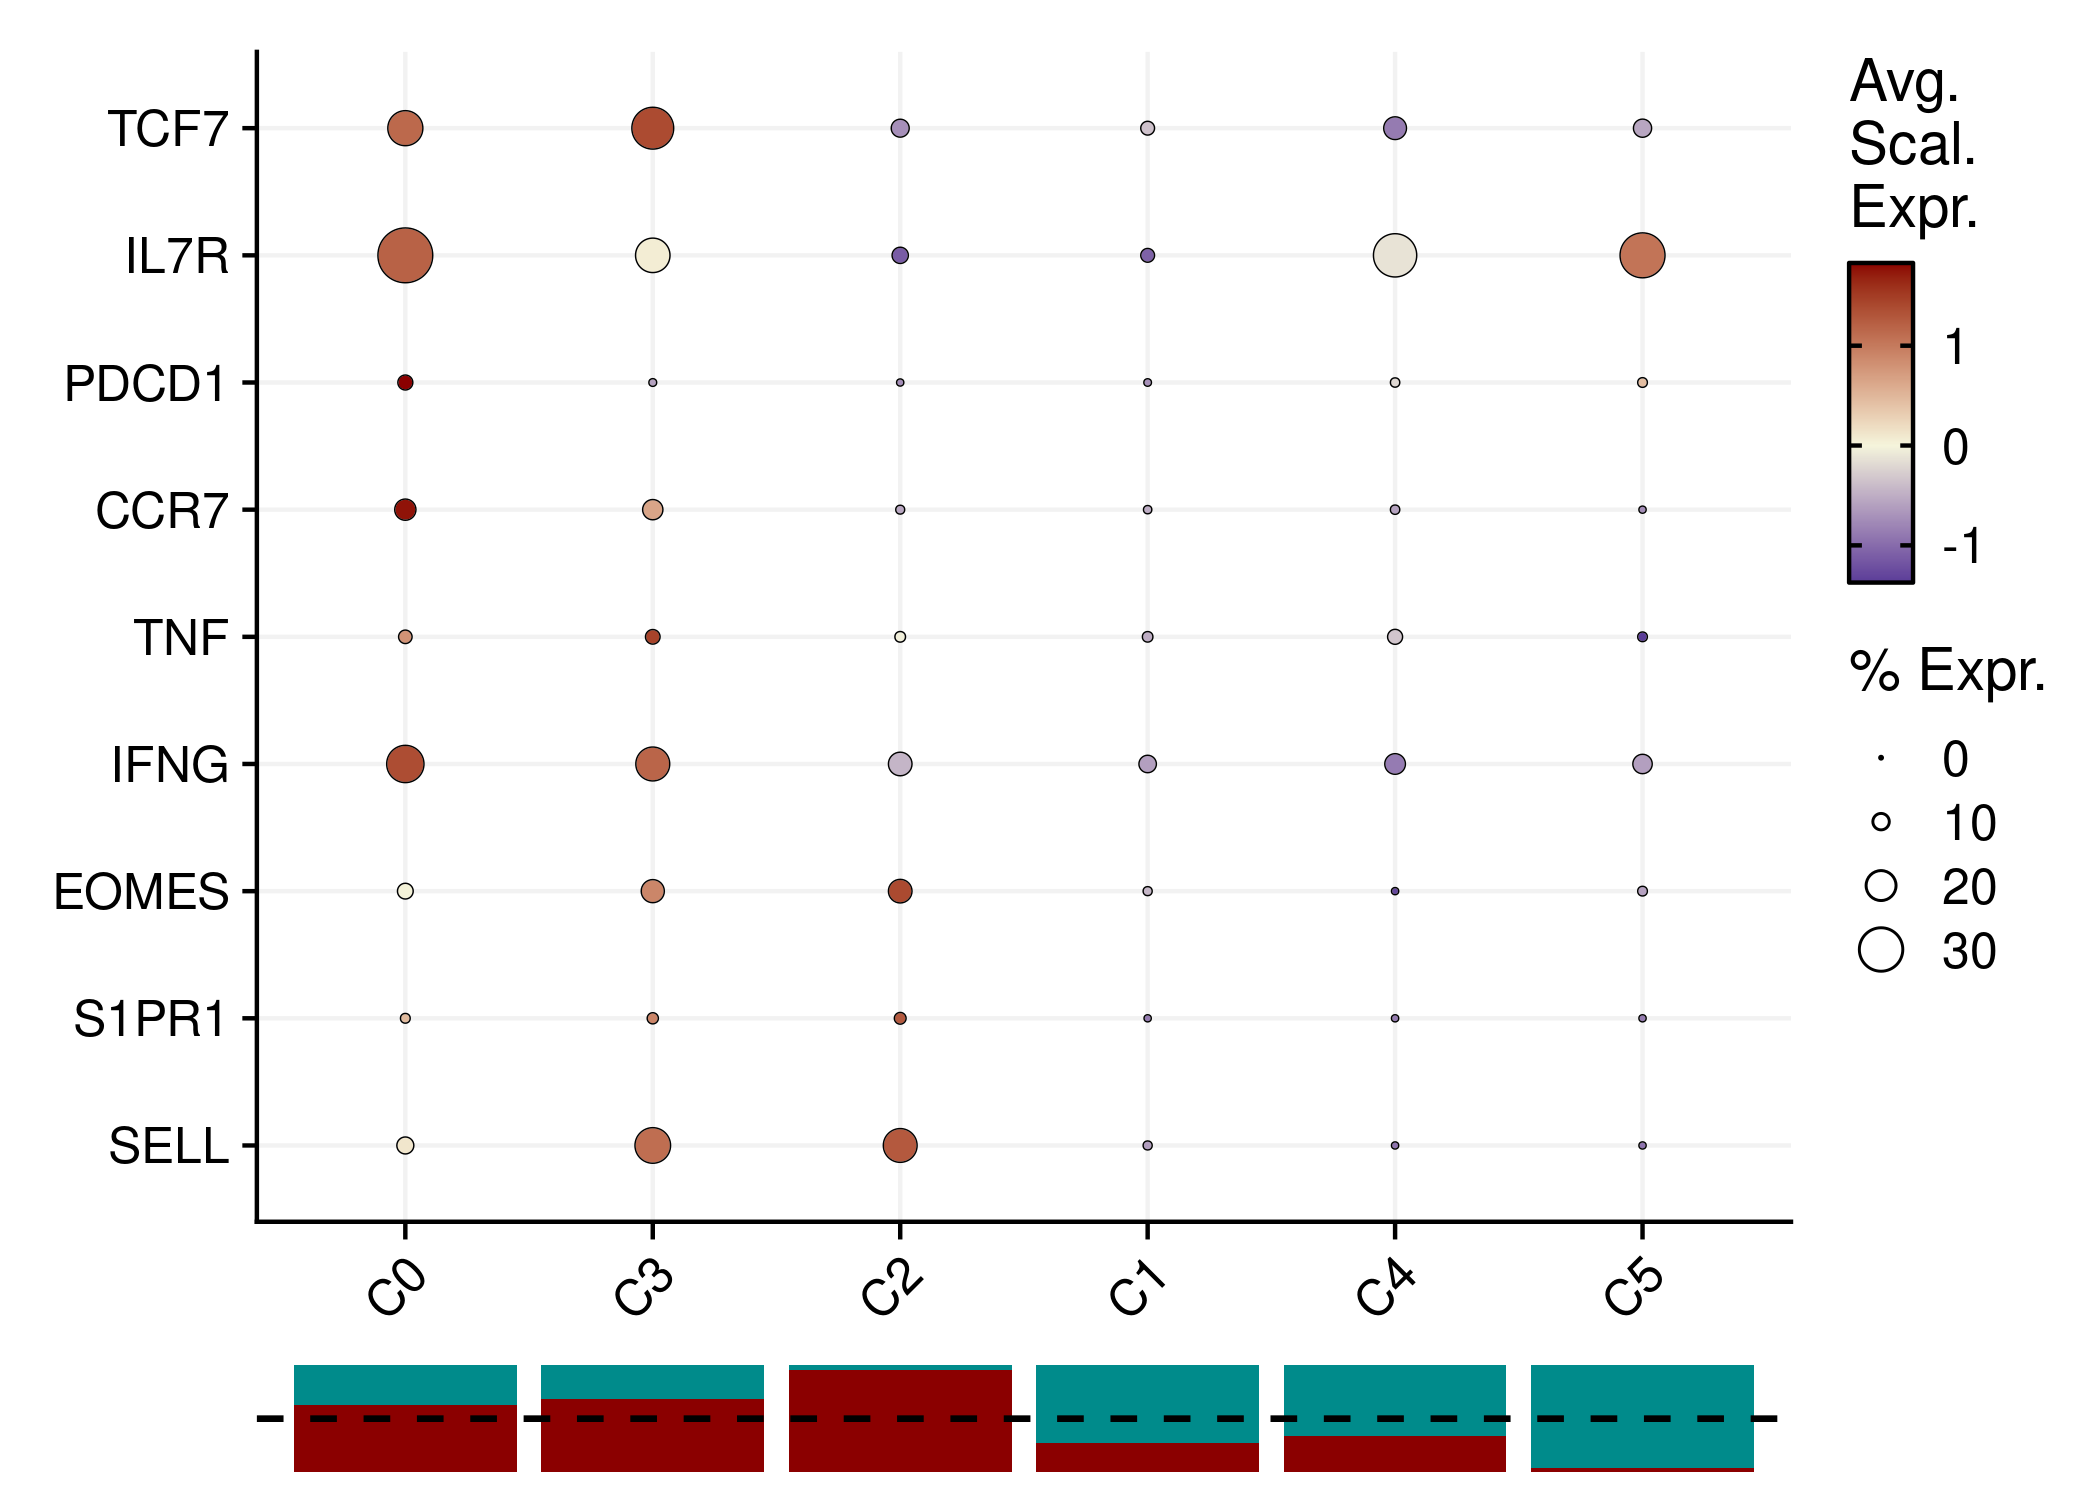 TCF7
IL7R
PDCD1
CCR7
TNF
IFNG
EOMES
S1PR1
SELL
C0 C3 C2 C1 C4 C5
Avg.
Scal.
Expr.
1
0
-1
% Expr.
0
10
20
30